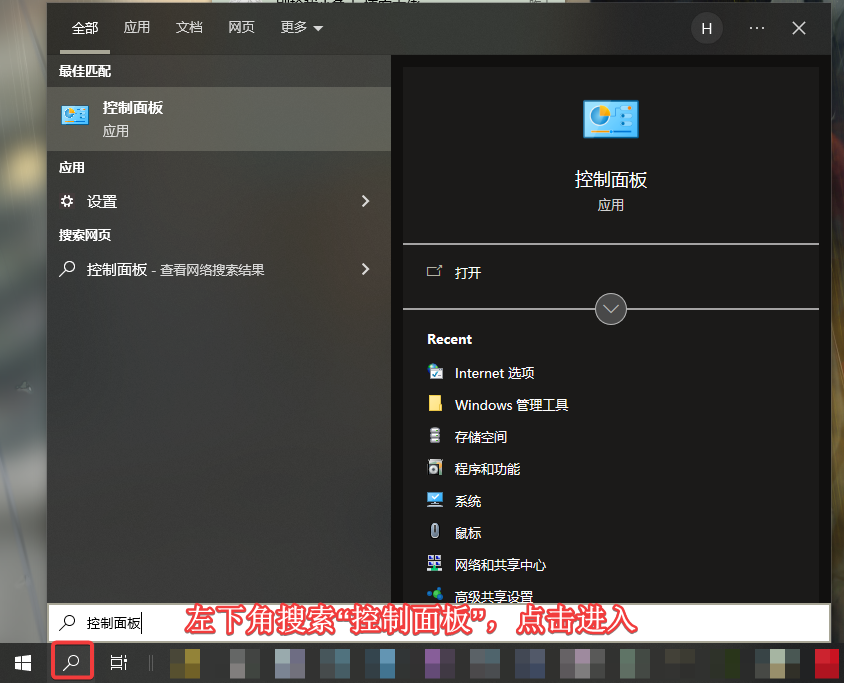 全部 应用 文档 网页 更多 H
最佳匹配
控制面板
应用
应用
设置
搜索网页
控制面板 - 查看网络搜索结果
控制面板
应用
打开
Recent
Internet 选项
Windows 管理工具
存储空间
程序和功能
系统
鼠标
网络和共享中心
高级共享设置
控制面板
左下角搜索“控制面板”，点击进入